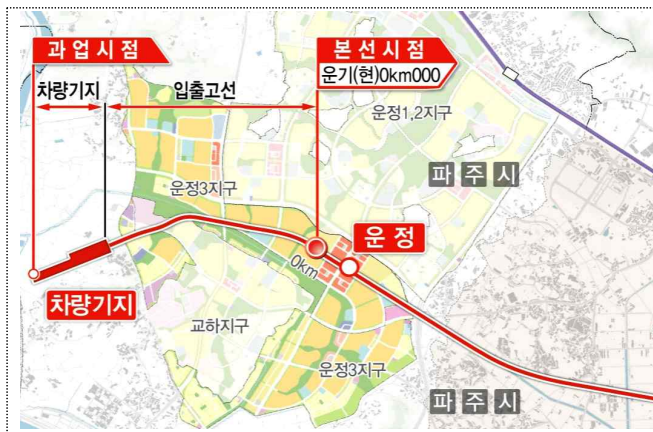 과업시점
본선시점
운기(현)0km000
차량기지
입출고선
운정1,2지구
파주시
운정3지구
운정
0km
차량기지
교하지구
운정3지구
파주시